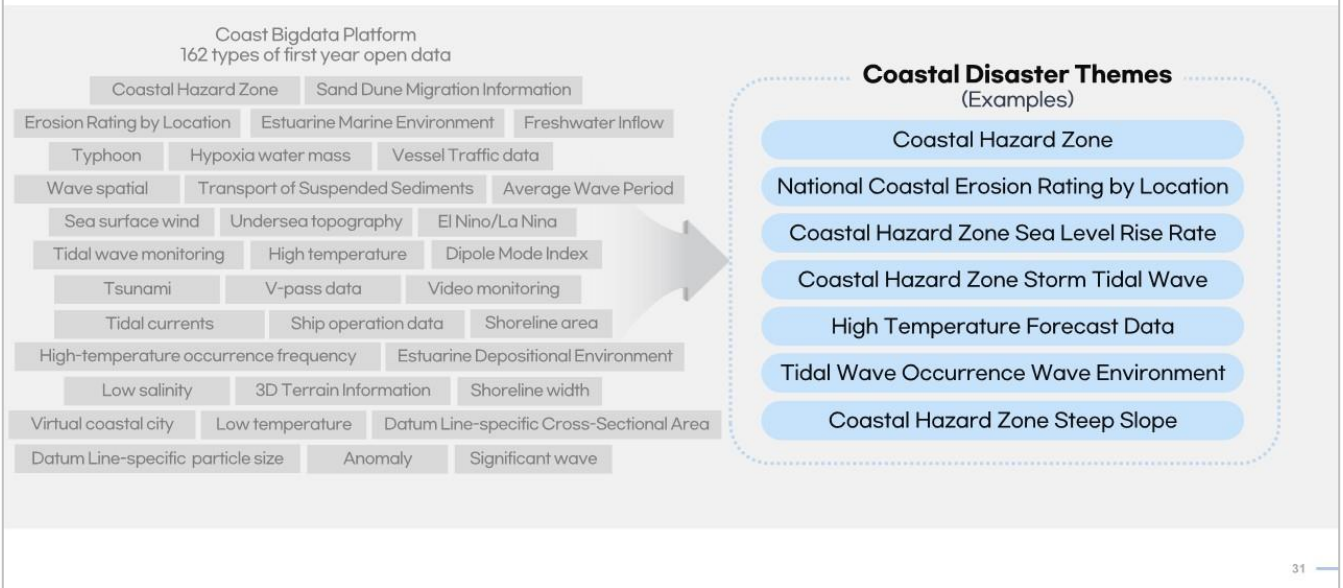 Coast Bigdata Platform
162 types of first year open data
Coastal Hazard Zone Sand Dune Migration Information
Erosion Rating by Location Estuarine Marine Environment Freshwater Inflow
Typhoon Hypoxia water mass Vessel Traffic data
Wave spatial Transport of Suspended Sediments Average Wave Period
Sea surface wind Undersea topography El Nino/La Nina
Tidal wave monitoring High temperature Dipole Mode Index
Tsunami V-pass data Video monitoring
Tidal currents Ship operation data Shoreline area
High-temperature occurrence frequency Estuarine Depositional Environment
Low salinity 3D Terrain Information Shoreline width
Virtual coastal city Low temperature Datum Line-specific Cross-Sectional Area
Datum Line-specific particle size Anomaly Significant wave
Coastal Disaster Themes
(Examples)
Coastal Hazard Zone
National Coastal Erosion Rating by Location
Coastal Hazard Zone Sea Level Rise Rate
Coastal Hazard Zone Storm Tidal Wave
High Temperature Forecast Data
Tidal Wave Occurrence Wave Environment
Coastal Hazard Zone Steep Slope
31